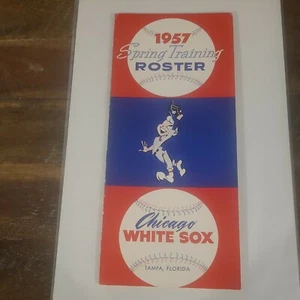 1957
Spring Training
ROSTER
Chicago
WHITE SOX
TAMPA, FLORIDA